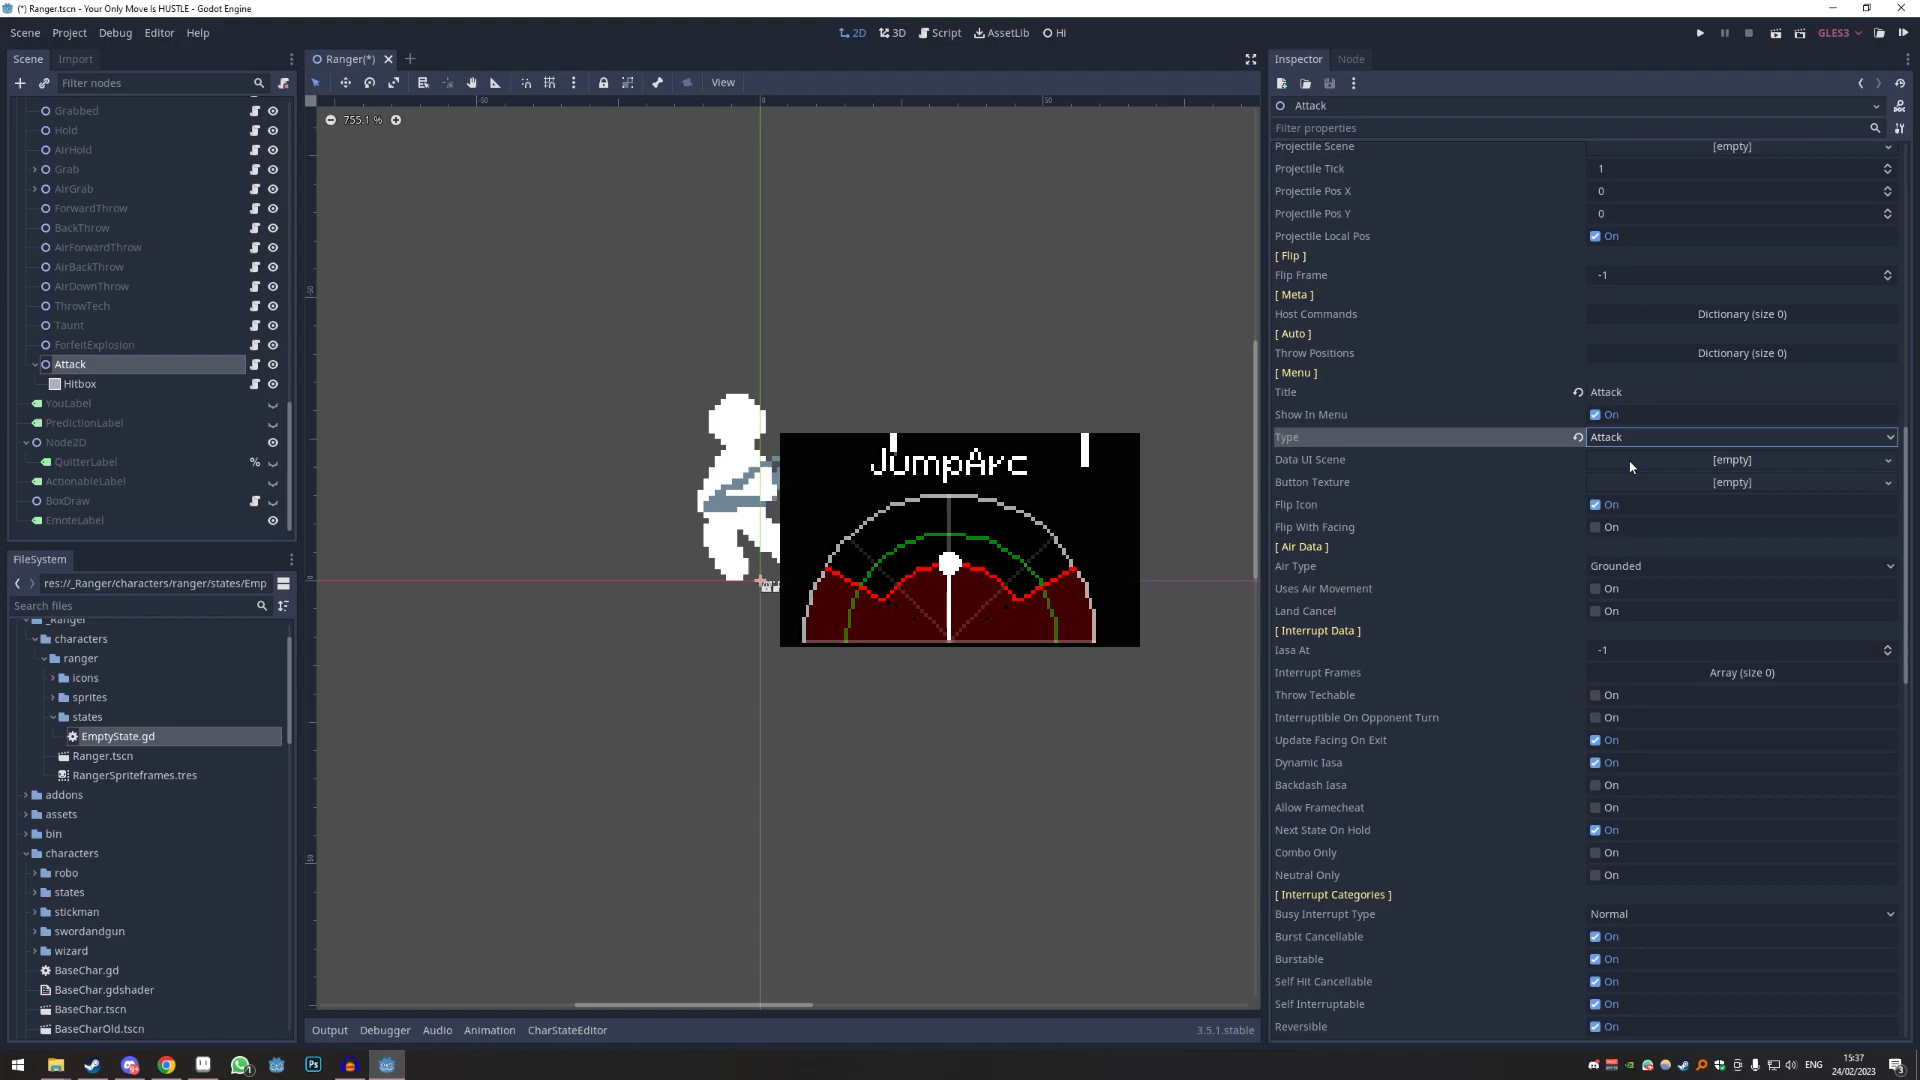 (*) Ranger.tscn - Your Only Move Is HUSTLE - Godot Engine
Scene Project Debug Editor Help
2D 3D Script AssetLib Hi
GLES3
Scene Import
Filter nodes
Grabbed
Hold
AirHold
Grab
AirGrab
ForwardThrow
BackThrow
AirForwardThrow
AirBackThrow
AirDownThrow
ThrowTech
Taunt
ForfeitExplosion
Attack
Hitbox
YouLabel
PredictionLabel
Node2D
QuitterLabel %
ActionableLabel
BoxDraw
EmoteLabel
FileSystem
res://_Ranger/characters/ranger/states/Emp
Search files
_Ranger
characters
ranger
icons
sprites
states
EmptyState.gd
Ranger.tscn
RangerSpriteframes.tres
addons
assets
bin
characters
robo
states
stickman
swordandgun
wizard
BaseChar.gd
BaseChar.gdshader
BaseChar.tscn
BaseCharOld.tscn
Ranger(*)
View
-50 0 50
755.1 %
JumpArc
Output Debugger Audio Animation CharStateEditor 3.5.1.stable
Inspector Node
Attack
Filter properties
Projectile Scene [empty]
Projectile Tick 1
Projectile Pos X 0
Projectile Pos Y 0
Projectile Local Pos On
[ Flip ]
Flip Frame -1
[ Meta ]
Host Commands Dictionary (size 0)
[ Auto ]
Throw Positions Dictionary (size 0)
[ Menu ]
Title Attack
Show In Menu On
Type Attack
Data UI Scene [empty]
Button Texture [empty]
Flip Icon On
Flip With Facing On
[ Air Data ]
Air Type Grounded
Uses Air Movement On
Land Cancel On
[ Interrupt Data ]
Iasa At -1
Interrupt Frames Array (size 0)
Throw Techable On
Interruptible On Opponent Turn On
Update Facing On Exit On
Dynamic Iasa On
Backdash Iasa On
Allow Framecheat On
Next State On Hold On
Combo Only On
Neutral Only On
[ Interrupt Categories ]
Busy Interrupt Type Normal
Burst Cancellable On
Burstable On
Self Hit Cancellable On
Self Interruptable On
Reversible On
Ps
ENG
15:37
24/02/2023